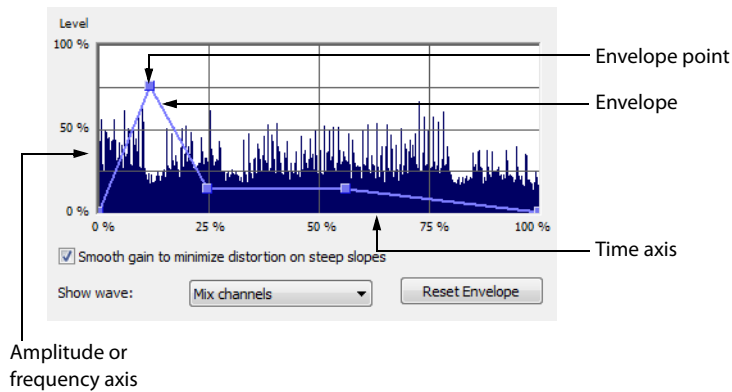 Level
100 %
Envelope point
Envelope
50 %
0 %
0 % 25 % 50 % 75 % 100 %
Time axis
Smooth gain to minimize distortion on steep slopes
Show wave: Mix channels Reset Envelope
Amplitude or
frequency axis